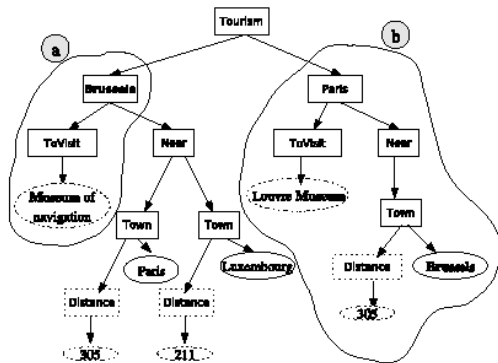 Tourism
a
b
Brussels
Paris
ToVisit
Near
ToVisit
Near
Museum of
navigation
Louvre Museum
Town
Town
Town
Paris
Luxembourg
Distance
Brussels
Distance
Distance
305
305
211